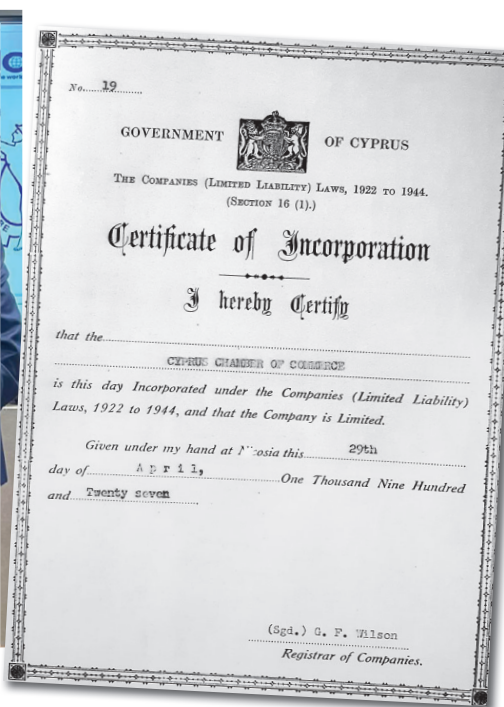 No. 19
GOVERNMENT OF CYPRUS
THE COMPANIES (LIMITED LIABILITY) LAWS, 1922 TO 1944.
(SECTION 16 (1).)
Certificate of Incorporation
I hereby Certify
that the
CYPRUS CHAMBER OF COMMERCE
is this day Incorporated under the Companies (Limited Liability)
Laws, 1922 to 1944, and that the Company is Limited.
Given under my hand at Nicosia this 29th
day of April, One Thousand Nine Hundred
and Twenty seven
(Sgd.) G. F. Wilson
Registrar of Companies.